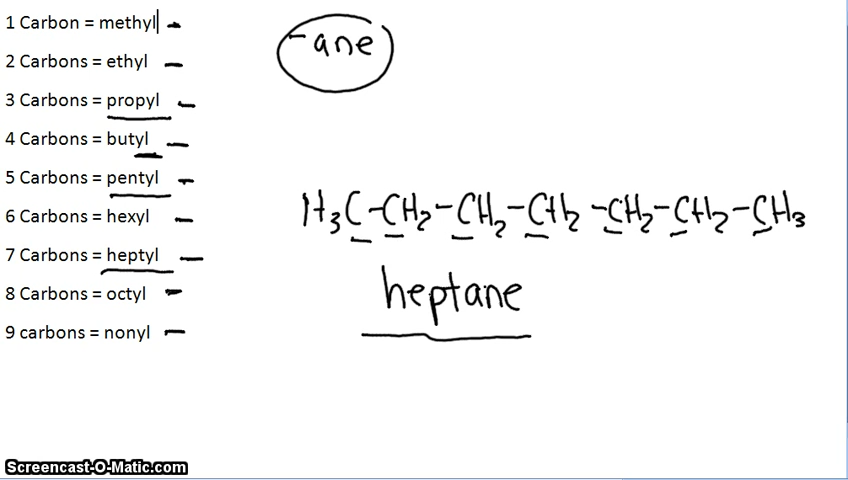 1 Carbon = methyl -
2 Carbons = ethyl -
3 Carbons = propyl -
4 Carbons = butyl -
5 Carbons = pentyl -
6 Carbons = hexyl -
7 Carbons = heptyl -
8 Carbons = octyl -
9 carbons = nonyl -
-ane
H₃C-CH₂-CH₂-CH₂-CH₂-CH₂-CH₃
heptane
Screencast-O-Matic.com